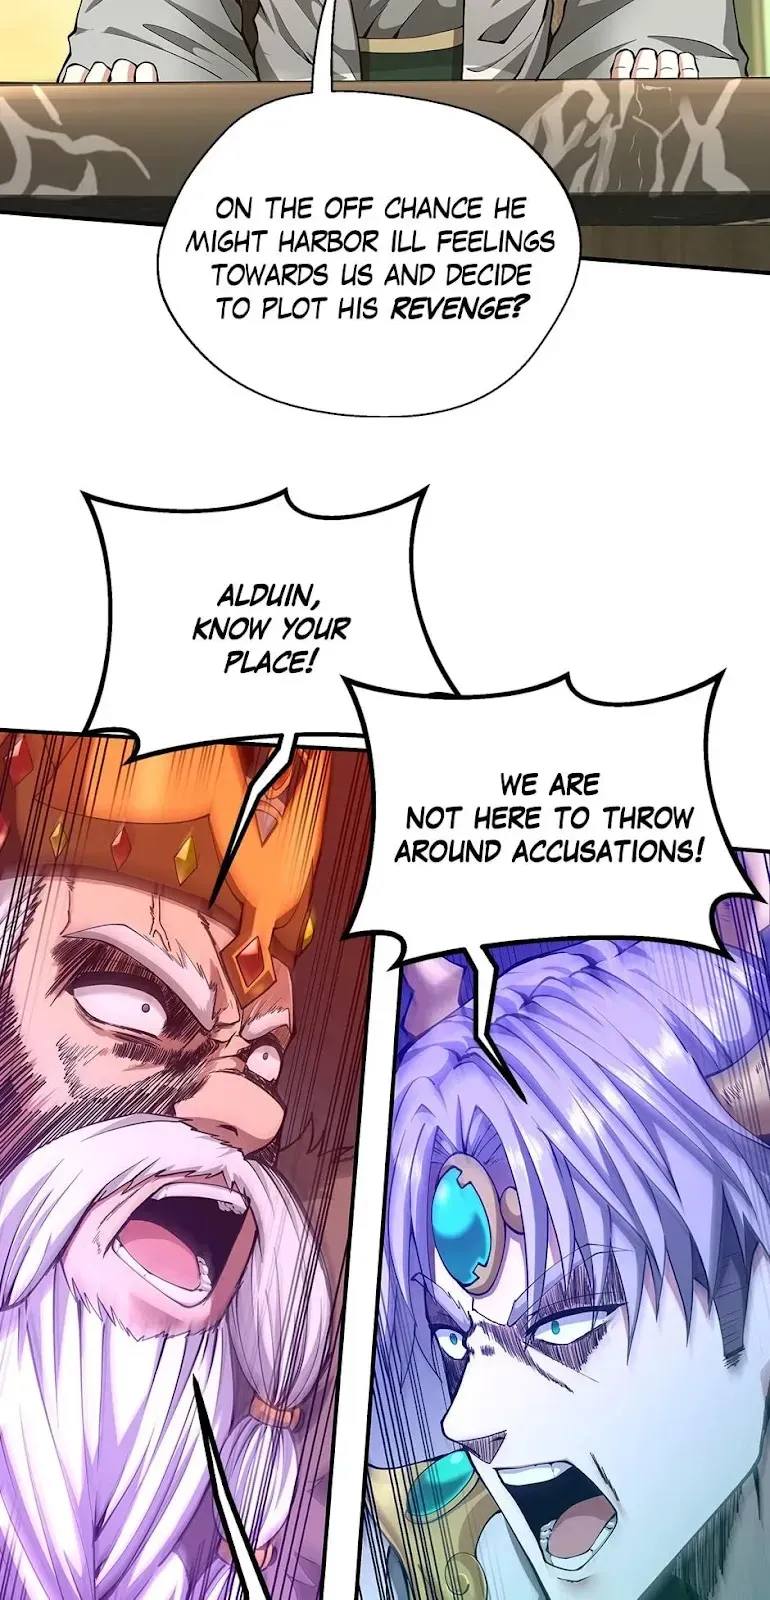 ON THE OFF CHANCE HE
MIGHT HARBOR ILL FEELINGS
TOWARDS US AND DECIDE
TO PLOT HIS REVENGE?
ALDUIN,
KNOW YOUR
PLACE!
WE ARE
NOT HERE TO THROW
AROUND ACCUSATIONS!